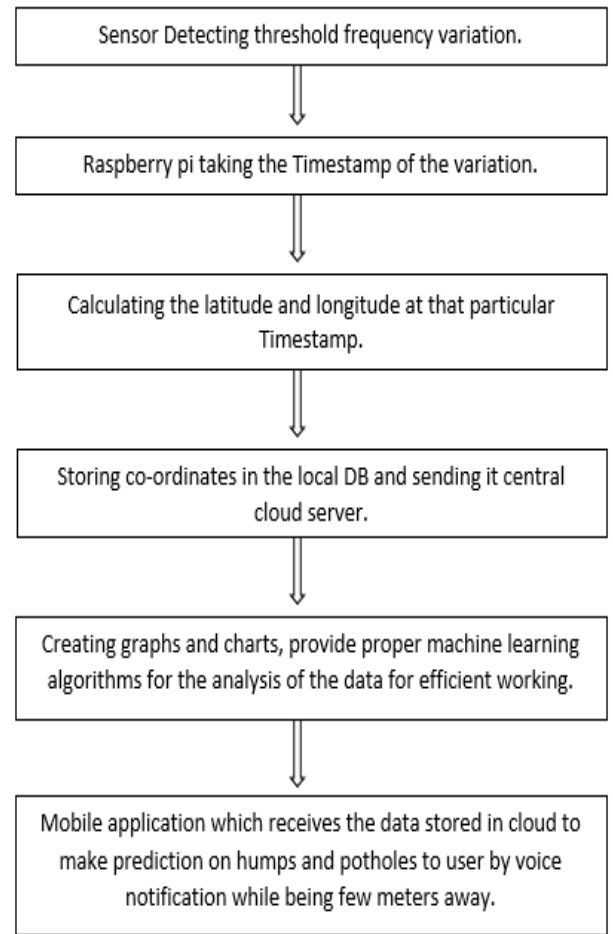 Sensor Detecting threshold frequency variation.
Raspberry pi taking the Timestamp of the variation.
Calculating the latitude and longitude at that particular
Timestamp.
Storing co-ordinates in the local DB and sending it central
cloud server.
Creating graphs and charts, provide proper machine learning
algorithms for the analysis of the data for efficient working.
Mobile application which receives the data stored in cloud to
make prediction on humps and potholes to user by voice
notification while being few meters away.